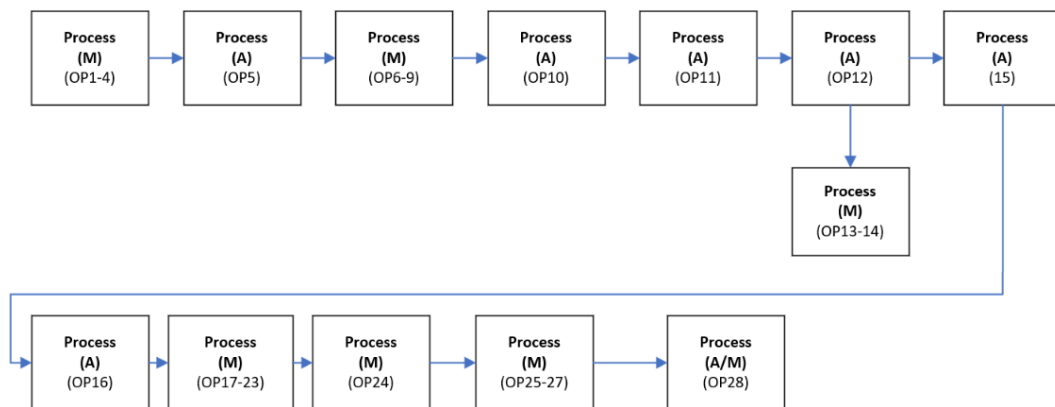 Process
(M)
(OP1-4)
Process
(A)
(OP5)
Process
(M)
(OP6-9)
Process
(A)
(OP10)
Process
(A)
(OP11)
Process
(A)
(OP12)
Process
(A)
(15)
Process
(M)
(OP13-14)
Process
(A)
(OP16)
Process
(M)
(OP17-23)
Process
(M)
(OP24)
Process
(M)
(OP25-27)
Process
(A/M)
(OP28)